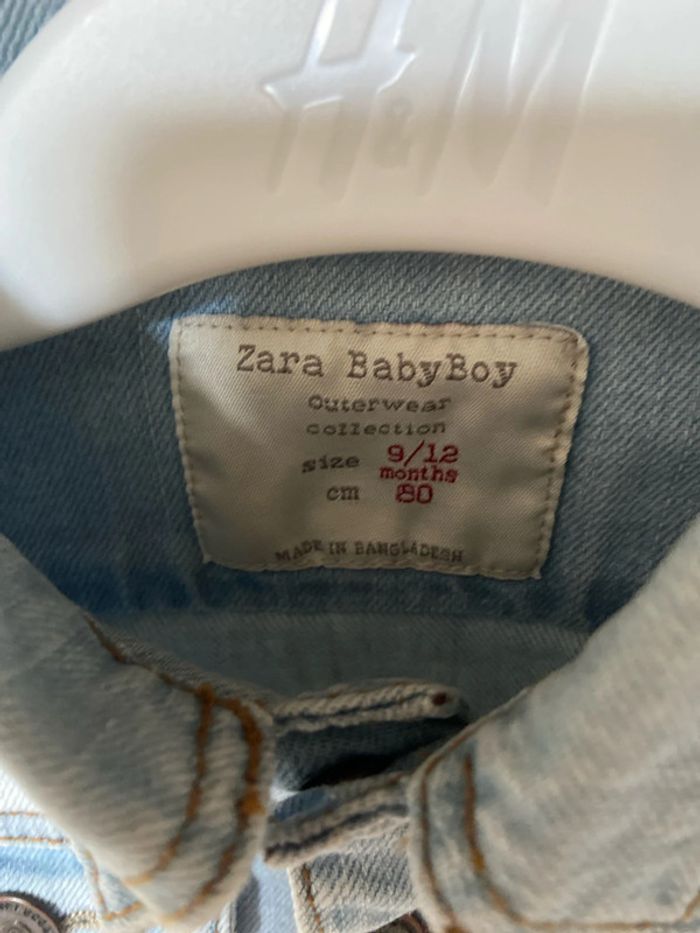 H&M
Zara BabyBoy
Outerwear
collection
size 9/12
months
cm 80
MADE IN BANGLADESH